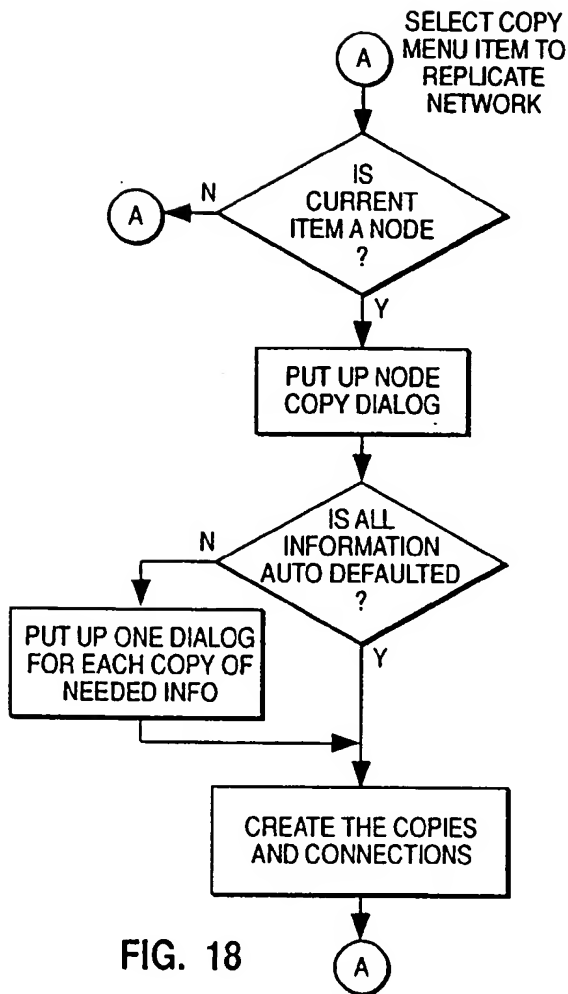 SELECT COPY
MENU ITEM TO
REPLICATE
NETWORK
A
IS
CURRENT
ITEM A NODE
?
N
A
Y
PUT UP NODE
COPY DIALOG
IS ALL
INFORMATION
AUTO DEFAULTED
?
N
PUT UP ONE DIALOG
FOR EACH COPY OF
NEEDED INFO
Y
CREATE THE COPIES
AND CONNECTIONS
A
FIG. 18